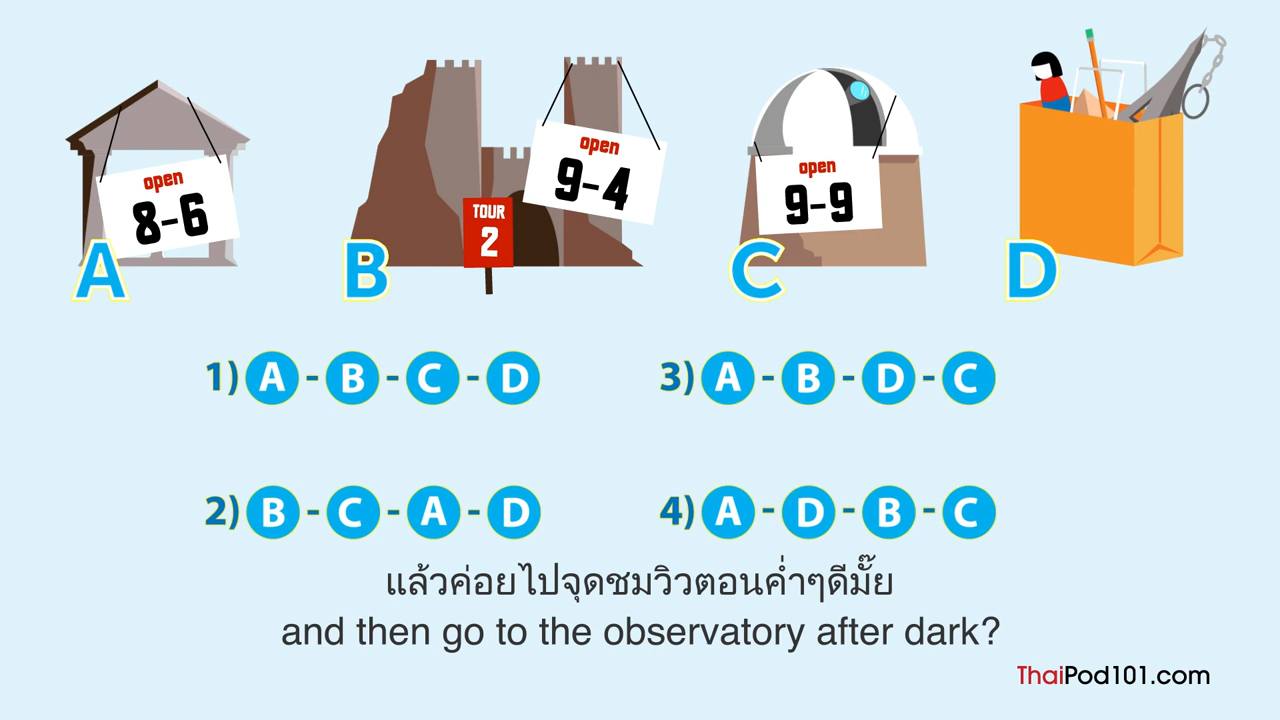 open
8-6
A
TOUR
2
B
open
9-4
open
9-9
C
D
1) A - B - C - D
3) A - B - D - C
2) B - C - A - D
4) A - D - B - C
แล้วค่อยไปจุดชมวิวตอนค่ำๆดีมั๊ย
and then go to the observatory after dark?
ThaiPod101.com